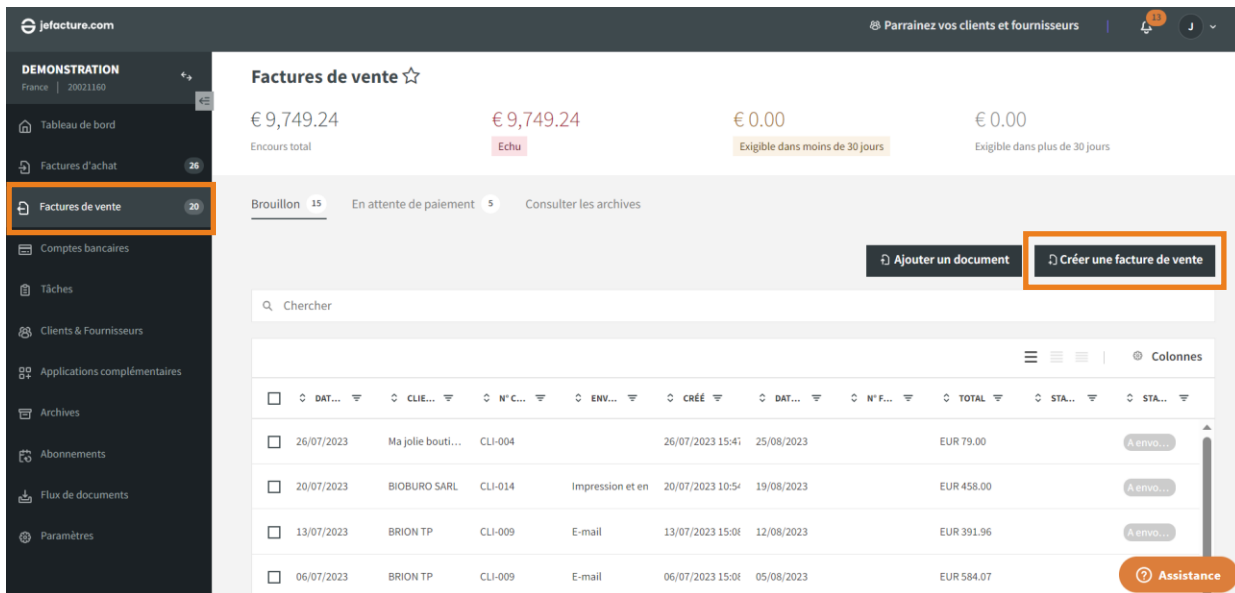 jefacture.com
Parrainez vos clients et fournisseurs
13
J
DEMONSTRATION
France | 20021160
Tableau de bord
Factures d'achat 26
Factures de vente 20
Comptes bancaires
Tâches
Clients & Fournisseurs
Applications complémentaires
Archives
Abonnements
Flux de documents
Paramètres
Factures de vente
€ 9,749.24 € 9,749.24 € 0.00 € 0.00
Encours total Echu Exigible dans moins de 30 jours Exigible dans plus de 30 jours
Brouillon 15 En attente de paiement 5 Consulter les archives
Ajouter un document Créer une facture de vente
Chercher
Colonnes
DAT... CLIE... N° C... ENV... CRÉÉ DAT... N° F... TOTAL STA... STA...
26/07/2023 Ma jolie bouti... CLI-004 26/07/2023 15:47 25/08/2023 EUR 79.00 A envo...
20/07/2023 BIOBURO SARL CLI-014 Impression et en 20/07/2023 10:54 19/08/2023 EUR 458.00 A envo...
13/07/2023 BRION TP CLI-009 E-mail 13/07/2023 15:08 12/08/2023 EUR 391.96 A envo...
06/07/2023 BRION TP CLI-009 E-mail 06/07/2023 15:08 05/08/2023 EUR 584.07
Assistance